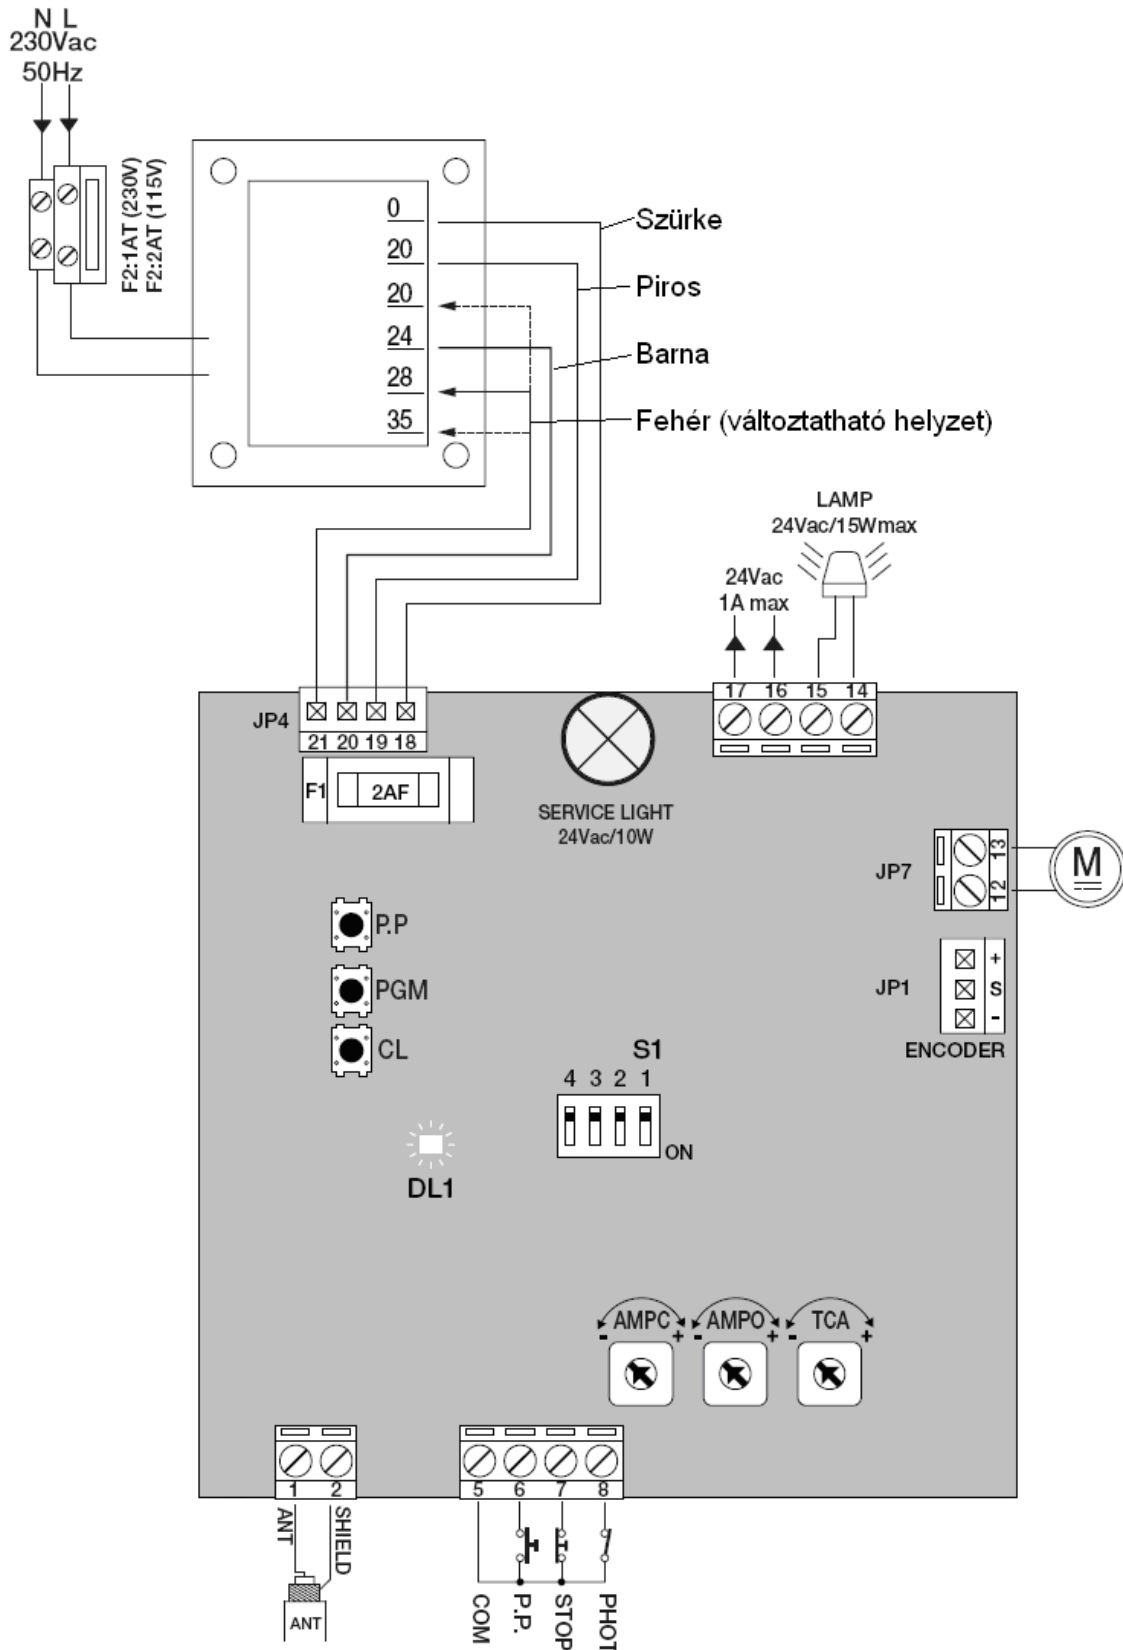 N L
230Vac
50Hz
F2:1AT (230V)
F2:2AT (115V)
0
20
20
24
28
35
Szürke
Piros
Barna
Fehér (változtatható helyzet)
LAMP
24Vac/15Wmax
24Vac
1A max
17 16 15 14
JP4
21 20 19 18
F1 2AF
SERVICE LIGHT
24Vac/10W
JP7
13
12
M
JP1
+
S
-
ENCODER
P.P
PGM
CL
S1
4 3 2 1
ON
DL1
AMPC
- +
AMPO
- +
TCA
- +
1 2
ANT
SHIELD
ANT
5 6 7 8
COM
P.P.
STOP
PHOT